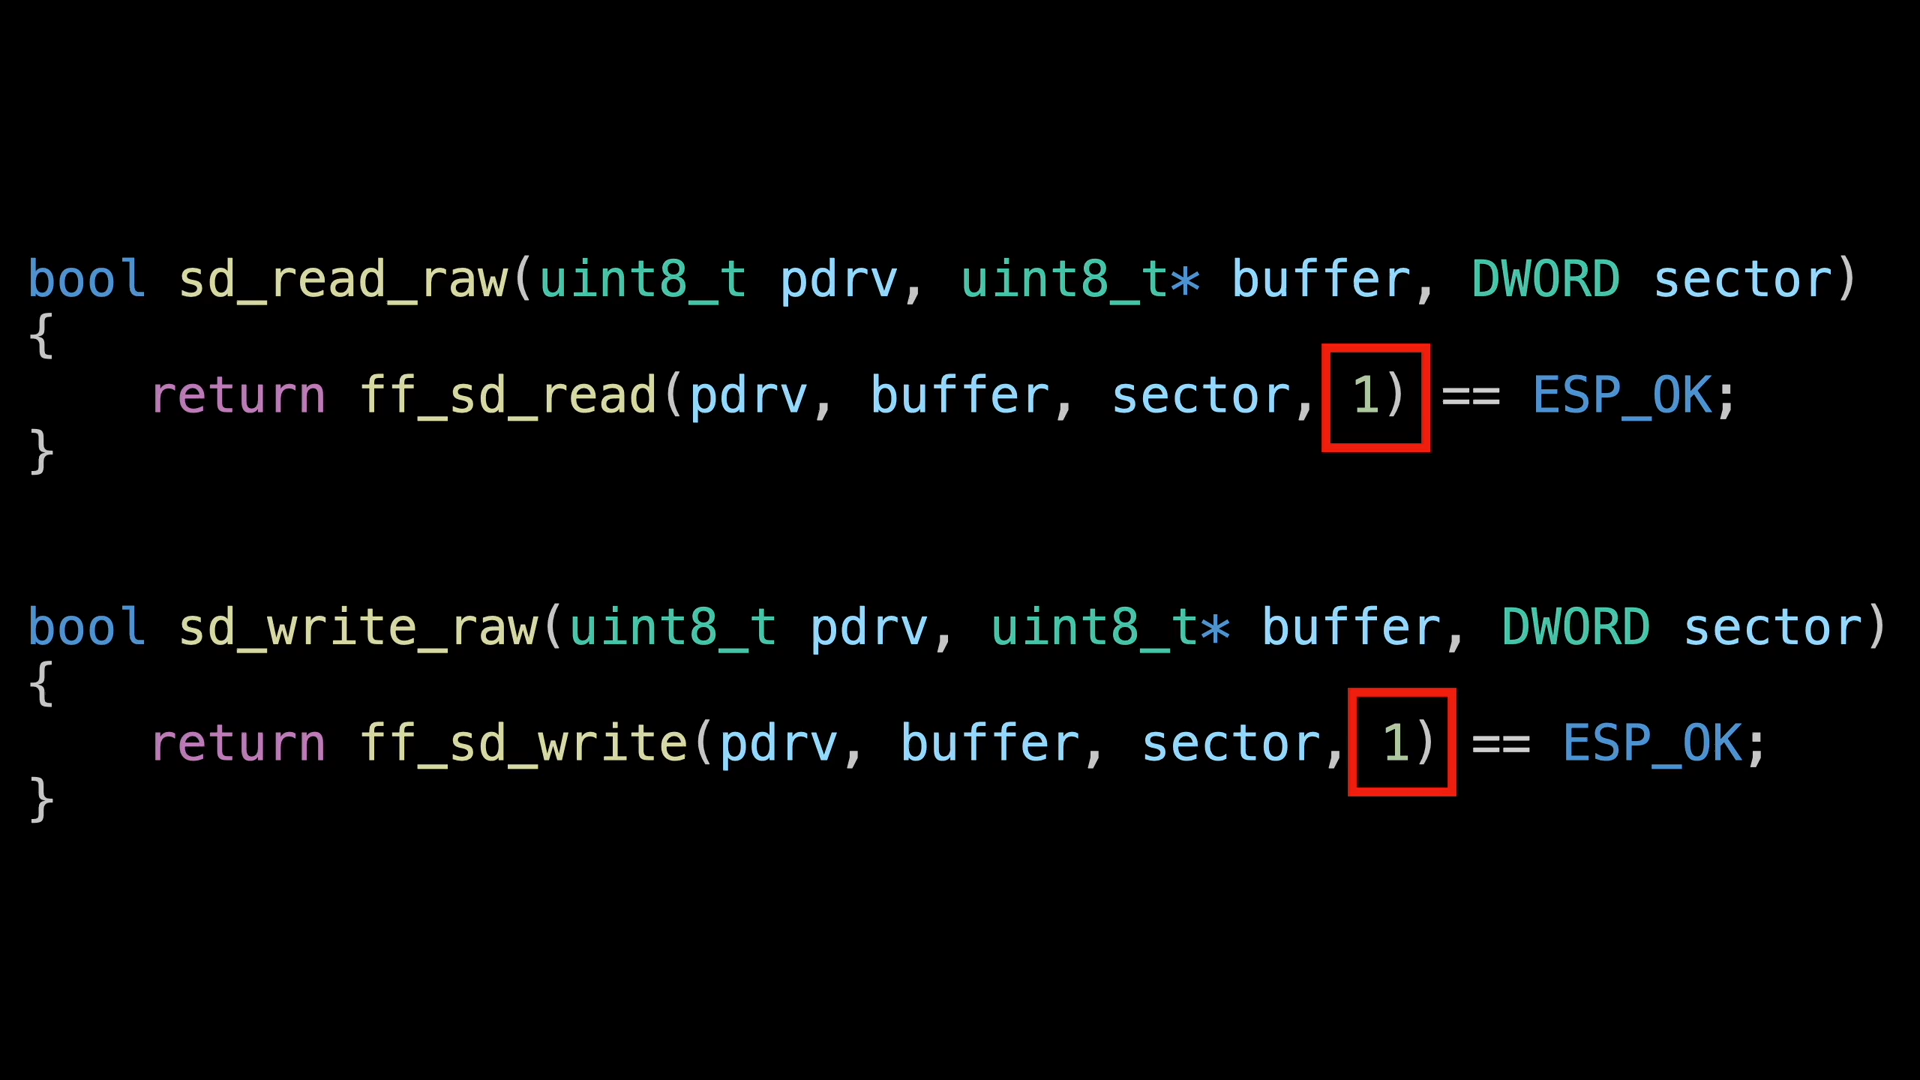 bool sd_read_raw(uint8_t pdrv, uint8_t* buffer, DWORD sector)
{
    return ff_sd_read(pdrv, buffer, sector, 1) == ESP_OK;
}
bool sd_write_raw(uint8_t pdrv, uint8_t* buffer, DWORD sector)
{
    return ff_sd_write(pdrv, buffer, sector, 1) == ESP_OK;
}